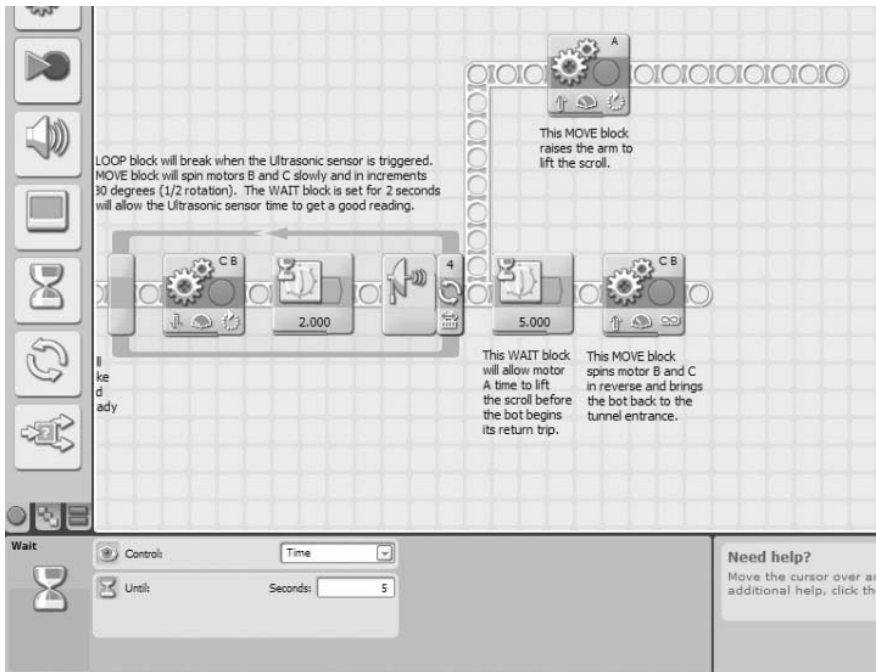 A
This MOVE block
raises the arm to
lift the scroll.
LOOP block will break when the Ultrasonic sensor is triggered.
MOVE block will spin motors B and C slowly and in increments
30 degrees (1/2 rotation). The WAIT block is set for 2 seconds
will allow the Ultrasonic sensor time to get a good reading.
C B
4
C B
2.000
5.000
ll
ke
d
ady
This WAIT block
will allow motor
A time to lift
the scroll before
the bot begins
its return trip.
This MOVE block
spins motor B and C
in reverse and brings
the bot back to the
tunnel entrance.
Wait
Control:
Time
Until:
Seconds:
5
Need help?
Move the cursor over a
additional help, click th